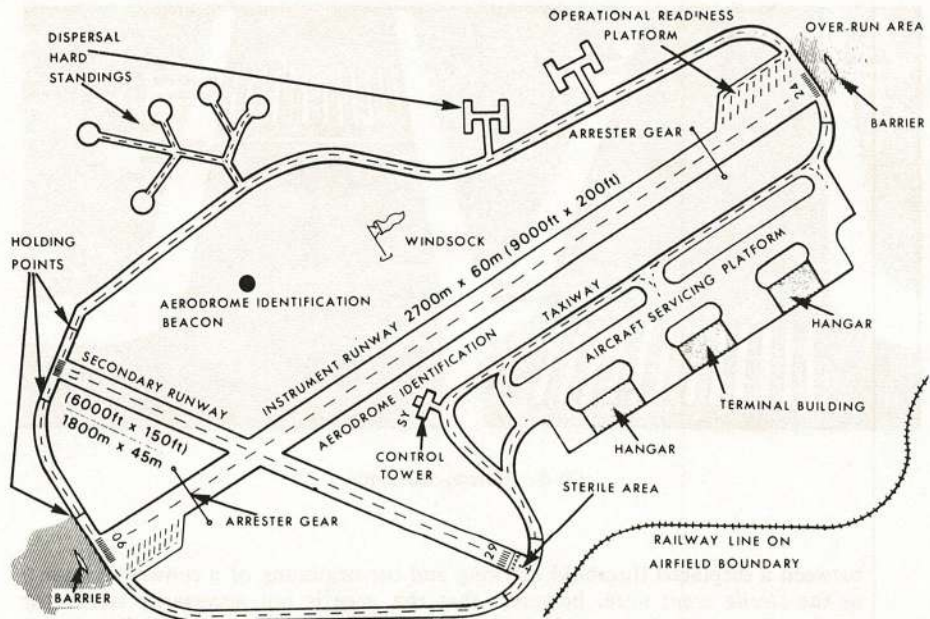 OPERATIONAL READINESS
PLATFORM
OVER-RUN AREA
DISPERSAL
HARD
STANDINGS
24
BARRIER
ARRESTER GEAR
HOLDING
POINTS
WINDSOCK
AERODROME IDENTIFICATION
BEACON
INSTRUMENT RUNWAY 2700m x 60m (9000ft x 200ft)
AERODROME IDENTIFICATION
TAXIWAY
AIRCRAFT SERVICING PLATFORM
HANGAR
SECONDARY RUNWAY
(6000ft x 150ft)
1800m x 45m
SY
CONTROL
TOWER
TERMINAL BUILDING
HANGAR
STERILE AREA
ARRESTER GEAR
06
29
RAILWAY LINE ON
AIRFIELD BOUNDARY
BARRIER